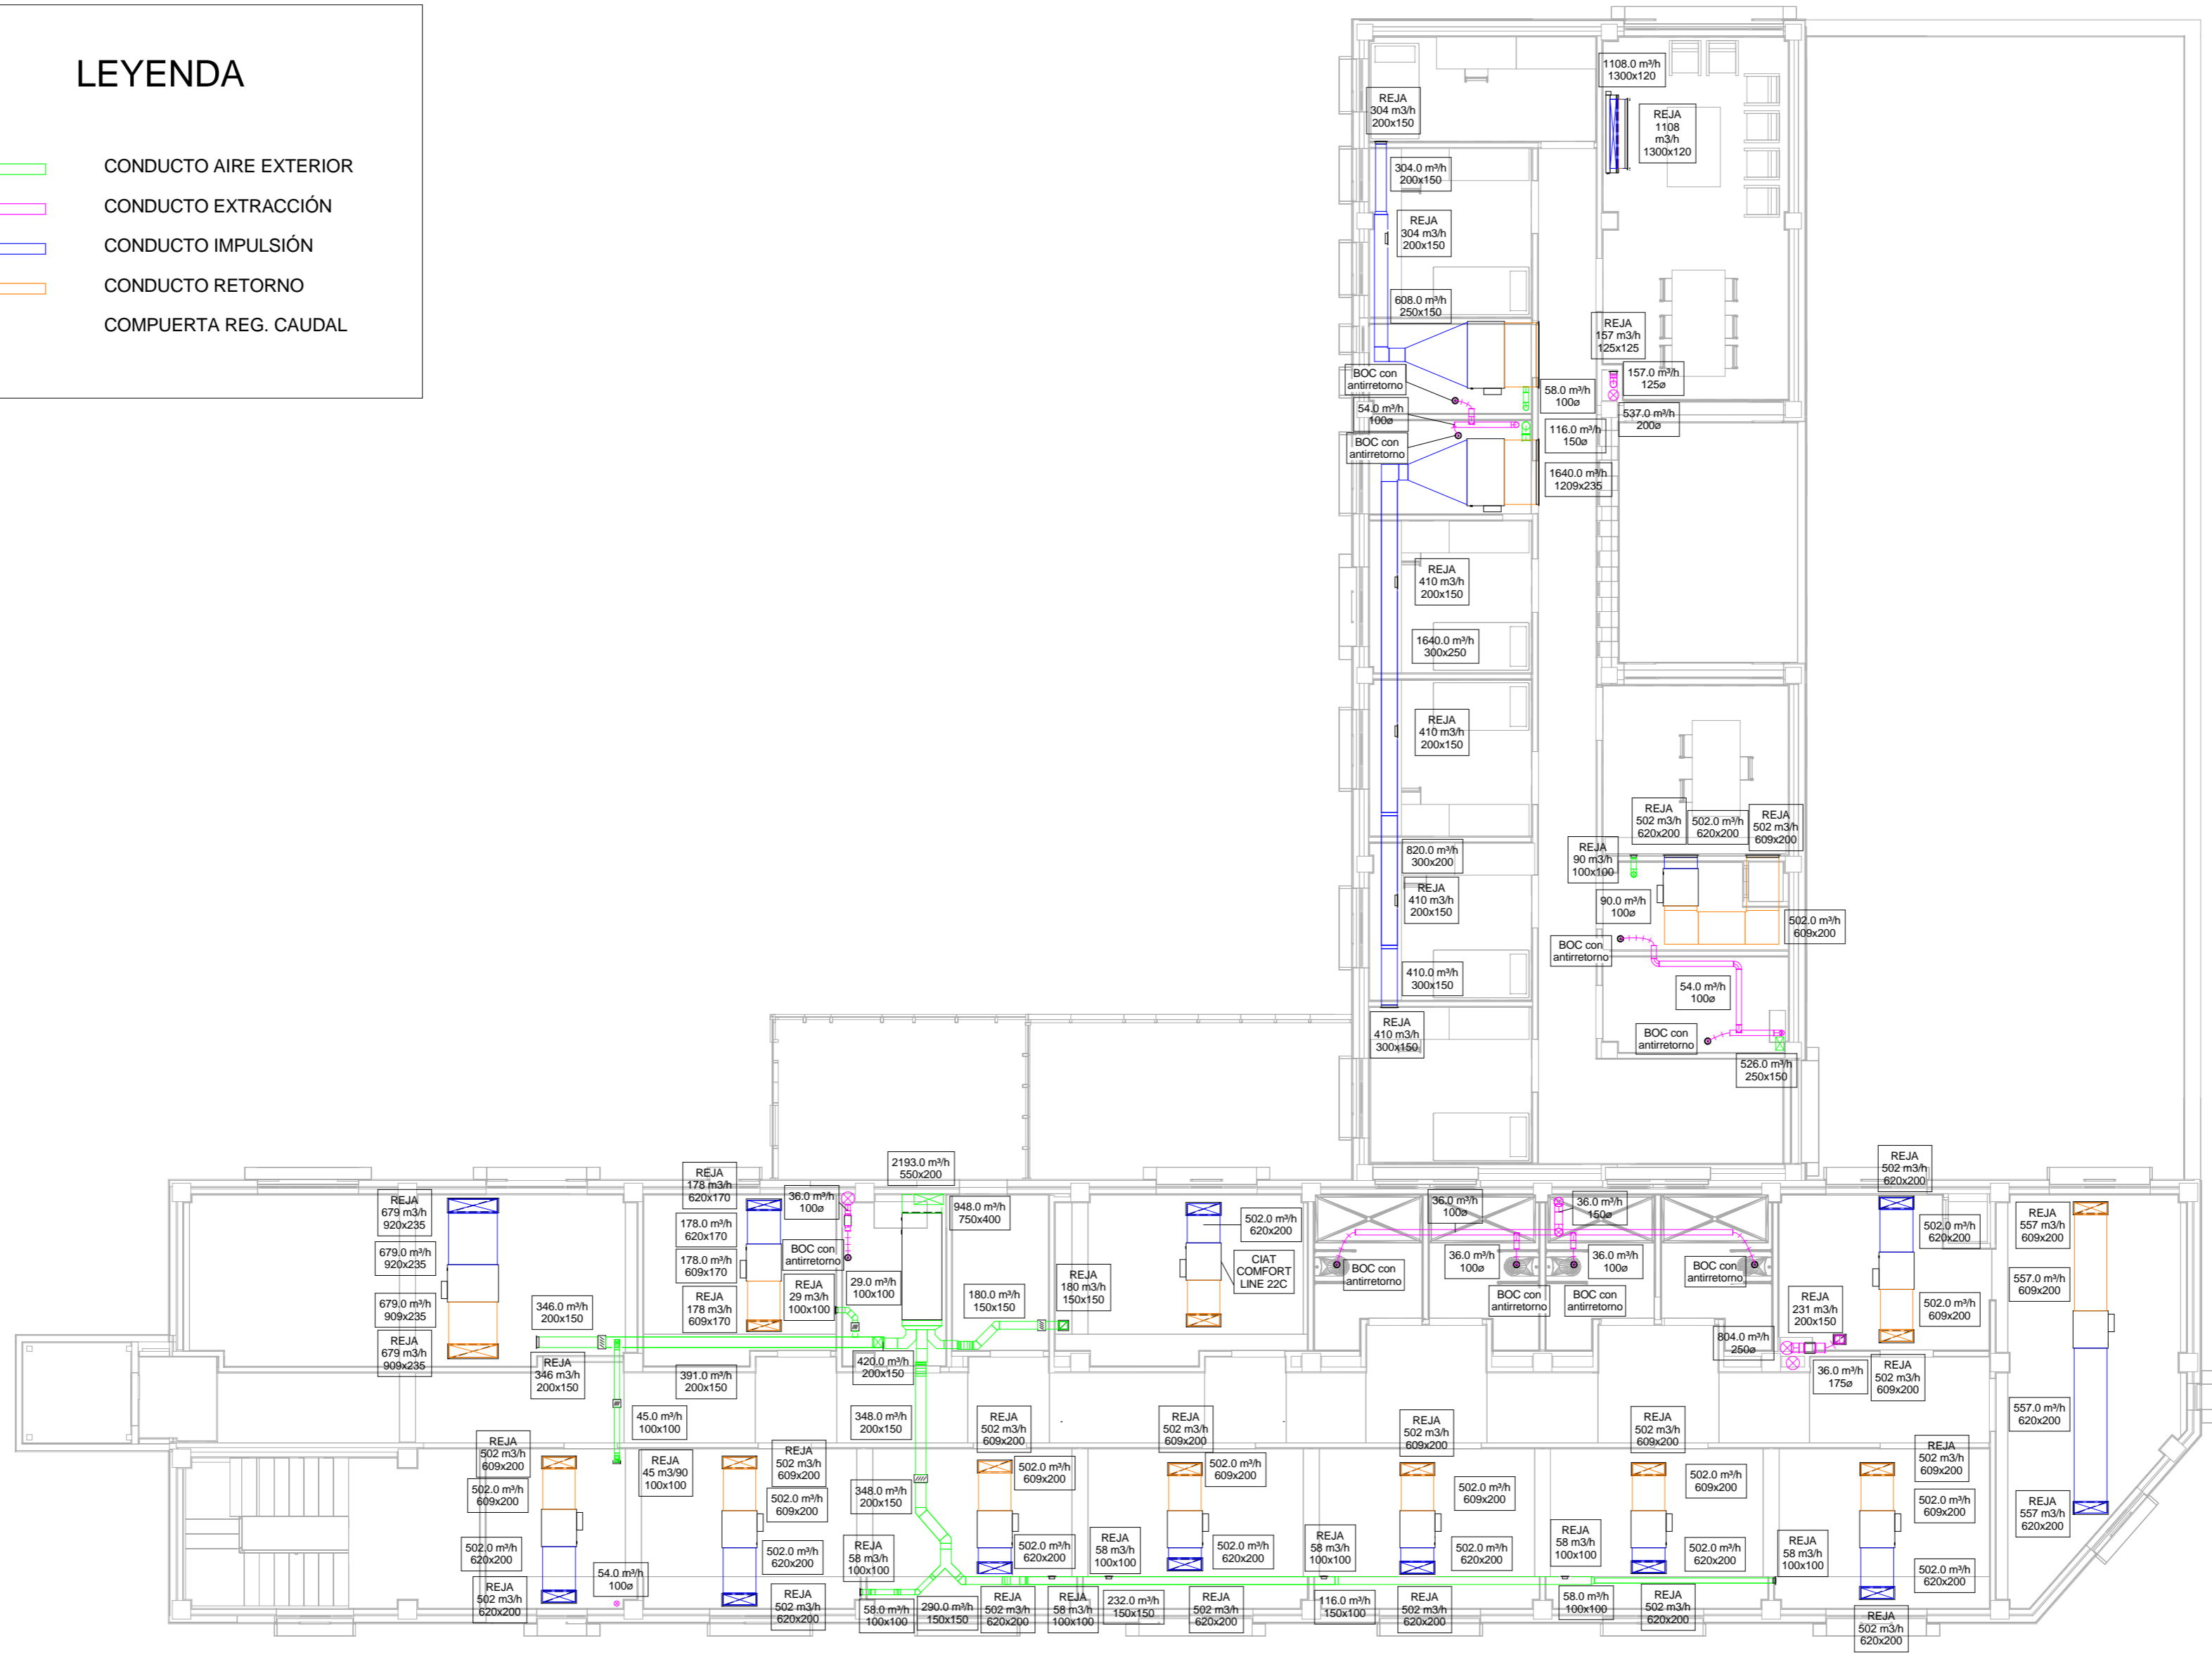 LEYENDA
CONDUCTO AIRE EXTERIOR
CONDUCTO EXTRACCIÓN
CONDUCTO IMPULSIÓN
CONDUCTO RETORNO
COMPUERTA REG. CAUDAL
1108.0 m³/h
1300x120
REJA
304 m3/h
200x150
REJA
1108
m3/h
1300x120
304.0 m³/h
200x150
REJA
304 m3/h
200x150
608.0 m³/h
250x150
REJA
157 m3/h
125x125
BOC con
antirretorno
157.0 m³/h
125ø
58.0 m³/h
100ø
54.0 m³/h
100ø
537.0 m³/h
200ø
116.0 m³/h
150ø
BOC con
antirretorno
1640.0 m³/h
1209x235
REJA
410 m3/h
200x150
1640.0 m³/h
300x250
REJA
410 m3/h
200x150
REJA
502 m3/h
620x200
502.0 m³/h
620x200
REJA
502 m3/h
609x200
820.0 m³/h
300x200
REJA
90 m3/h
100x100
REJA
410 m3/h
200x150
90.0 m³/h
100ø
502.0 m³/h
609x200
BOC con
antirretorno
410.0 m³/h
300x150
54.0 m³/h
100ø
REJA
410 m3/h
300x150
BOC con
antirretorno
526.0 m³/h
250x150
2193.0 m³/h
550x200
REJA
502 m3/h
620x200
REJA
178 m3/h
620x170
36.0 m³/h
100ø
REJA
679 m3/h
920x235
948.0 m³/h
750x400
36.0 m³/h
100ø
36.0 m³/h
150ø
REJA
557 m3/h
609x200
178.0 m³/h
620x170
502.0 m³/h
620x200
502.0 m³/h
620x200
679.0 m³/h
920x235
BOC con
antirretorno
178.0 m³/h
609x170
CIAT
COMFORT
LINE 22C
36.0 m³/h
100ø
36.0 m³/h
100ø
BOC con
antirretorno
BOC con
antirretorno
REJA
29 m3/h
100x100
29.0 m³/h
100x100
REJA
180 m3/h
150x150
557.0 m³/h
609x200
679.0 m³/h
909x235
346.0 m³/h
200x150
REJA
178 m3/h
609x170
180.0 m³/h
150x150
BOC con
antirretorno
BOC con
antirretorno
REJA
231 m3/h
200x150
502.0 m³/h
609x200
REJA
679 m3/h
909x235
804.0 m³/h
250ø
REJA
346 m3/h
200x150
391.0 m³/h
200x150
420.0 m³/h
200x150
36.0 m³/h
175ø
REJA
502 m3/h
609x200
557.0 m³/h
620x200
45.0 m³/h
100x100
348.0 m³/h
200x150
REJA
502 m3/h
609x200
REJA
502 m3/h
609x200
REJA
502 m3/h
609x200
REJA
502 m3/h
609x200
REJA
502 m3/h
609x200
REJA
45 m3/90
100x100
REJA
502 m3/h
609x200
REJA
502 m3/h
609x200
502.0 m³/h
609x200
502.0 m³/h
609x200
348.0 m³/h
200x150
502.0 m³/h
609x200
502.0 m³/h
609x200
502.0 m³/h
609x200
502.0 m³/h
609x200
502.0 m³/h
609x200
REJA
557 m3/h
620x200
502.0 m³/h
620x200
502.0 m³/h
620x200
REJA
58 m3/h
100x100
502.0 m³/h
620x200
REJA
58 m3/h
100x100
502.0 m³/h
620x200
REJA
58 m3/h
100x100
502.0 m³/h
620x200
REJA
58 m3/h
100x100
502.0 m³/h
620x200
REJA
58 m3/h
100x100
502.0 m³/h
620x200
REJA
502 m3/h
620x200
54.0 m³/h
100ø
REJA
502 m3/h
620x200
58.0 m³/h
100x100
290.0 m³/h
150x150
REJA
502 m3/h
620x200
REJA
58 m3/h
100x100
232.0 m³/h
150x150
REJA
502 m3/h
620x200
116.0 m³/h
150x100
REJA
502 m3/h
620x200
58.0 m³/h
100x100
REJA
502 m3/h
620x200
REJA
502 m3/h
620x200